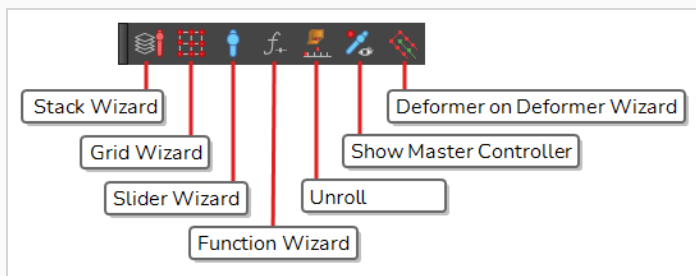 Stack Wizard
Deformer on Deformer Wizard
Grid Wizard
Show Master Controller
Slider Wizard
Unroll
Function Wizard